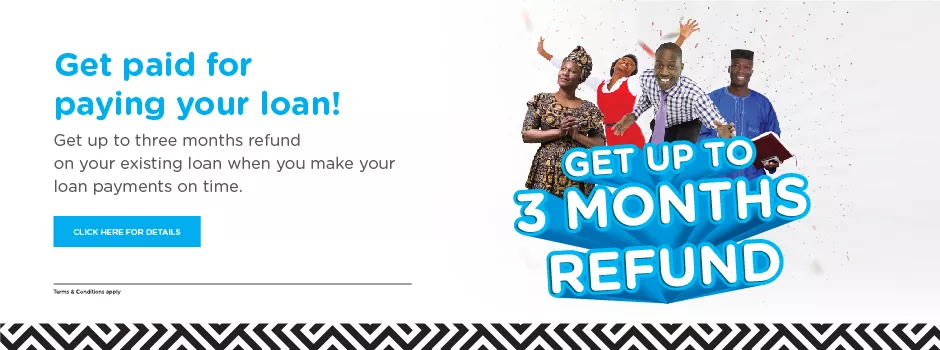 Get paid for
paying your loan!
Get up to three months refund
on your existing loan when you make your
loan payments on time.
CLICK HERE FOR DETAILS
Terms & Conditions apply
GET UP TO
3 MONTHS
REFUND